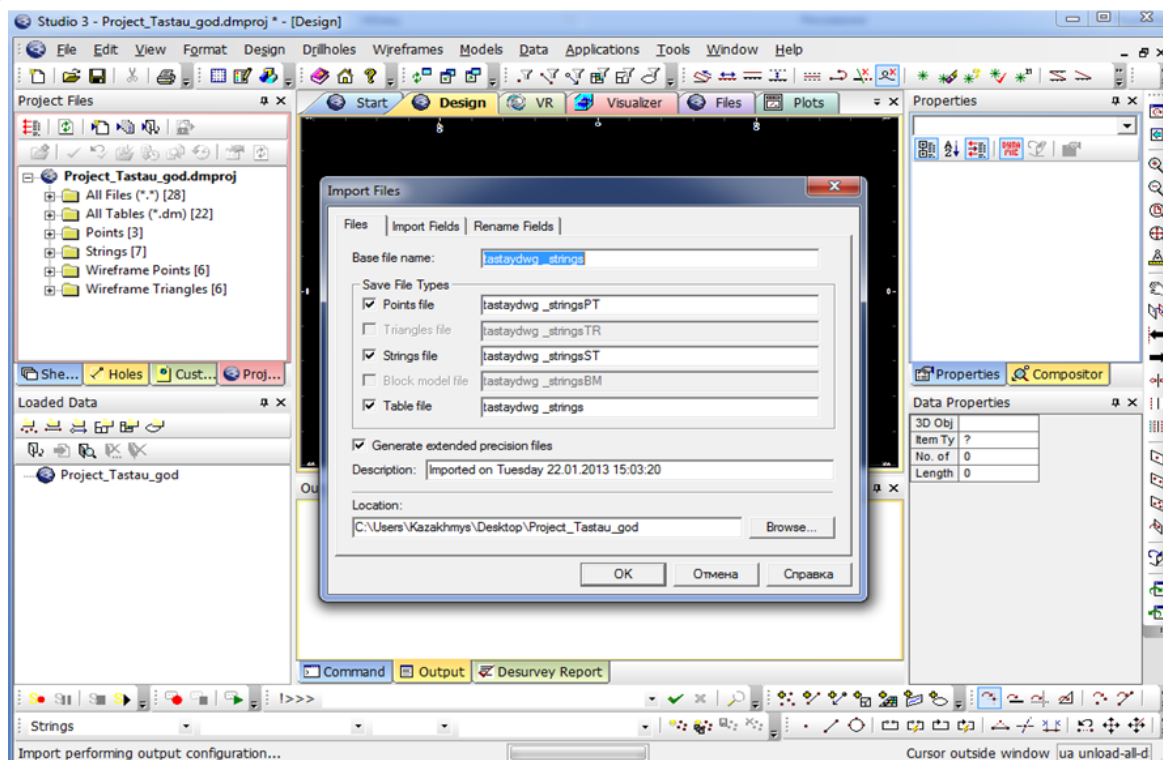 Studio 3 - Project_Tastau_god.dmproj * - [Design]
File Edit View Format Design Drillholes Wireframes Models Data Applications Tools Window Help
Project Files
Start Design VR Visualizer Files Plots
Properties
Project_Tastau_god.dmproj
All Files (*.*) [28]
All Tables (*.dm) [22]
Points [3]
Strings [7]
Wireframe Points [6]
Wireframe Triangles [6]
She... Holes Cust... Proj...
Loaded Data
Project_Tastau_god
Import Files
Files Import Fields Rename Fields
Base file name: tastaydwg _strings
Save File Types
Points file tastaydwg _stringsPT
Triangles file tastaydwg _stringsTR
Strings file tastaydwg _stringsST
Block model file tastaydwg _stringsBM
Table file tastaydwg _strings
Generate extended precision files
Description: Imported on Tuesday 22.01.2013 15:03:20
Location:
C:\Users\Kazakhmys\Desktop\Project_Tastau_god Browse...
OK Отмена Справка
Properties Compositor
Data Properties
3D Obj
Item Ty ?
No. of 0
Length 0
Ou
Command Output Desurvey Report
!>>>
Strings
Import performing output configuration...
Cursor outside window ua unload-all-d